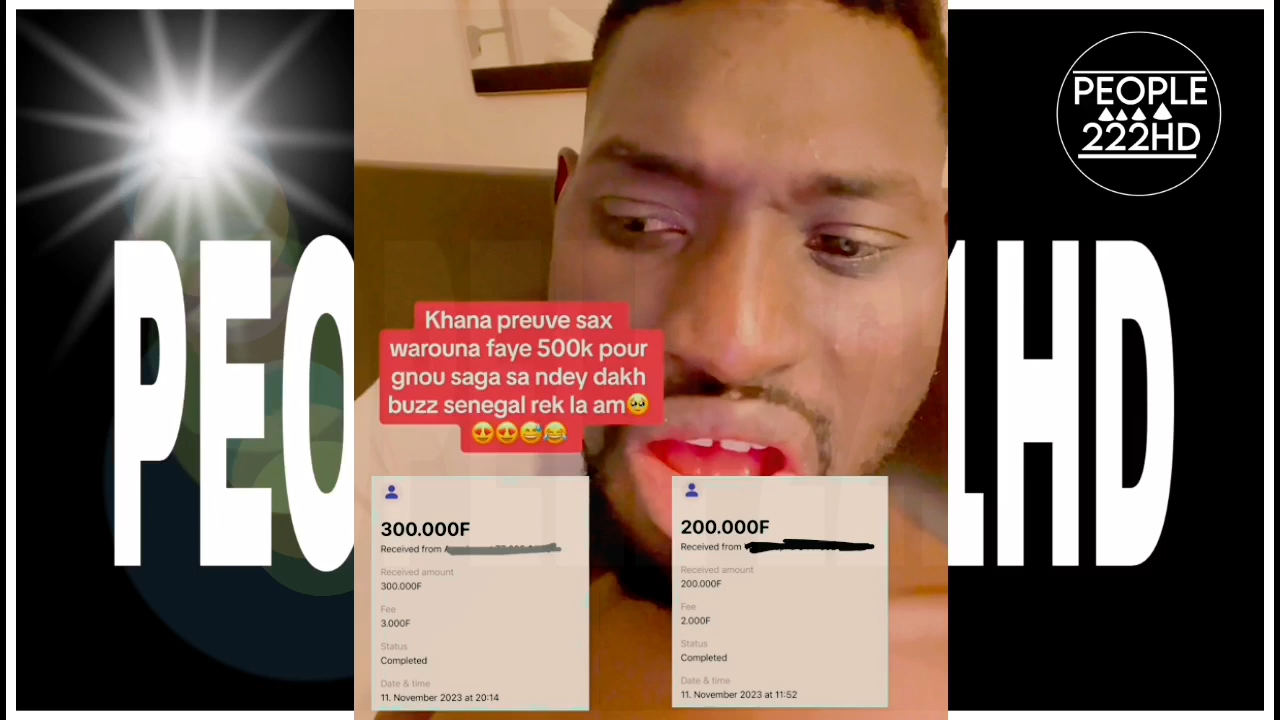 PEOPLE
222HD
PEO
1HD
Khana preuve sax
warouna faye 500k pour
gnou saga sa ndey dakh
buzz senegal rek la am🥹
😍😍😅😂
300.000F
Received from
Received amount
300.000F
Fee
3.000F
Status
Completed
Date & time
11. November 2023 at 20:14
200.000F
Received from
Received amount
200.000F
Fee
2.000F
Status
Completed
Date & time
11. November 2023 at 11:52